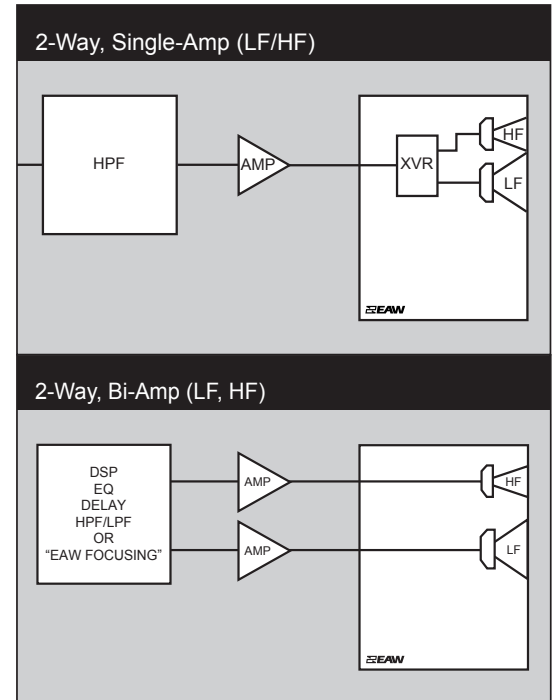 2-Way, Single-Amp (LF/HF)
HPF
AMP
XVR
HF
LF
EAW
2-Way, Bi-Amp (LF, HF)
DSP
EQ
DELAY
HPF/LPF
OR
“EAW FOCUSING”
AMP
HF
AMP
LF
EAW